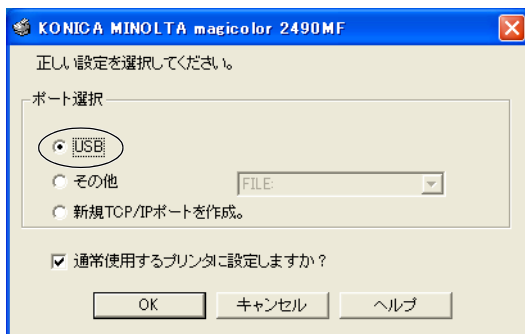 KONICA MINOLTA magicolor 2490MF
正しい設定を選択してください。
ポート選択
USB
その他 FILE:
新規TCP/IPポートを作成。
通常使用するプリンタに設定しますか？
OK キャンセル ヘルプ